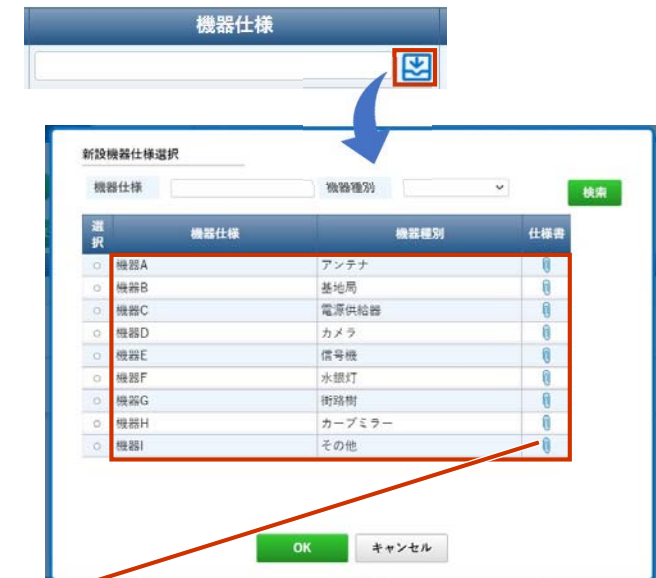 機器仕様
新設機器仕様選択
機器仕様 機器種別 検索
選択 機器仕様 機器種別 仕様書
機器A アンテナ
機器B 基地局
機器C 電源供給器
機器D カメラ
機器E 信号機
機器F 水銀灯
機器G 街路樹
機器H カーブミラー
機器I その他
OK キャンセル